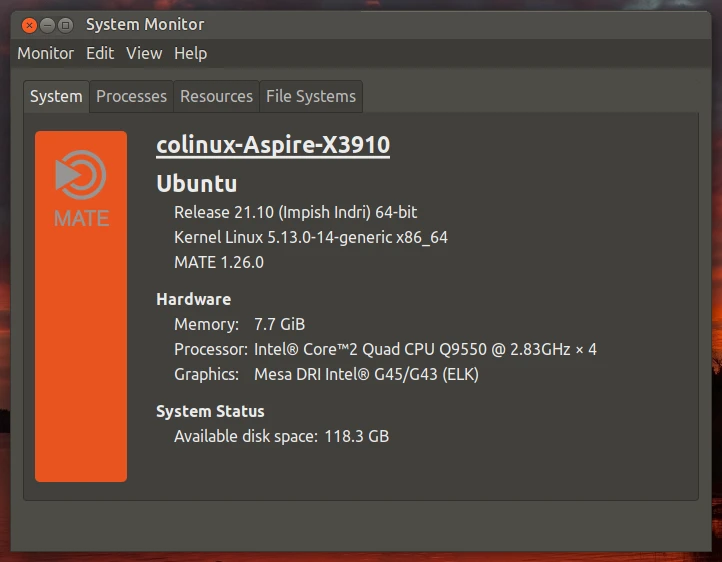 System Monitor
Monitor Edit View Help
System Processes Resources File Systems
MATE
colinux-Aspire-X3910
Ubuntu
Release 21.10 (Impish Indri) 64-bit
Kernel Linux 5.13.0-14-generic x86_64
MATE 1.26.0
Hardware
Memory: 7.7 GiB
Processor: Intel® Core™2 Quad CPU Q9550 @ 2.83GHz × 4
Graphics: Mesa DRI Intel® G45/G43 (ELK)
System Status
Available disk space: 118.3 GB